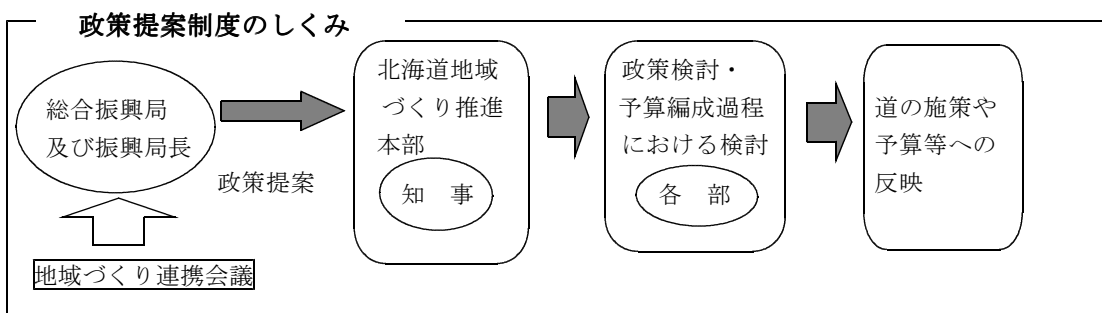 政策提案制度のしくみ
総合振興局
及び振興局長
政策提案
地域づくり連携会議
北海道地域
づくり推進
本部
知 事
政策検討・
予算編成過程
における検討
各 部
道の施策や
予算等への
反映